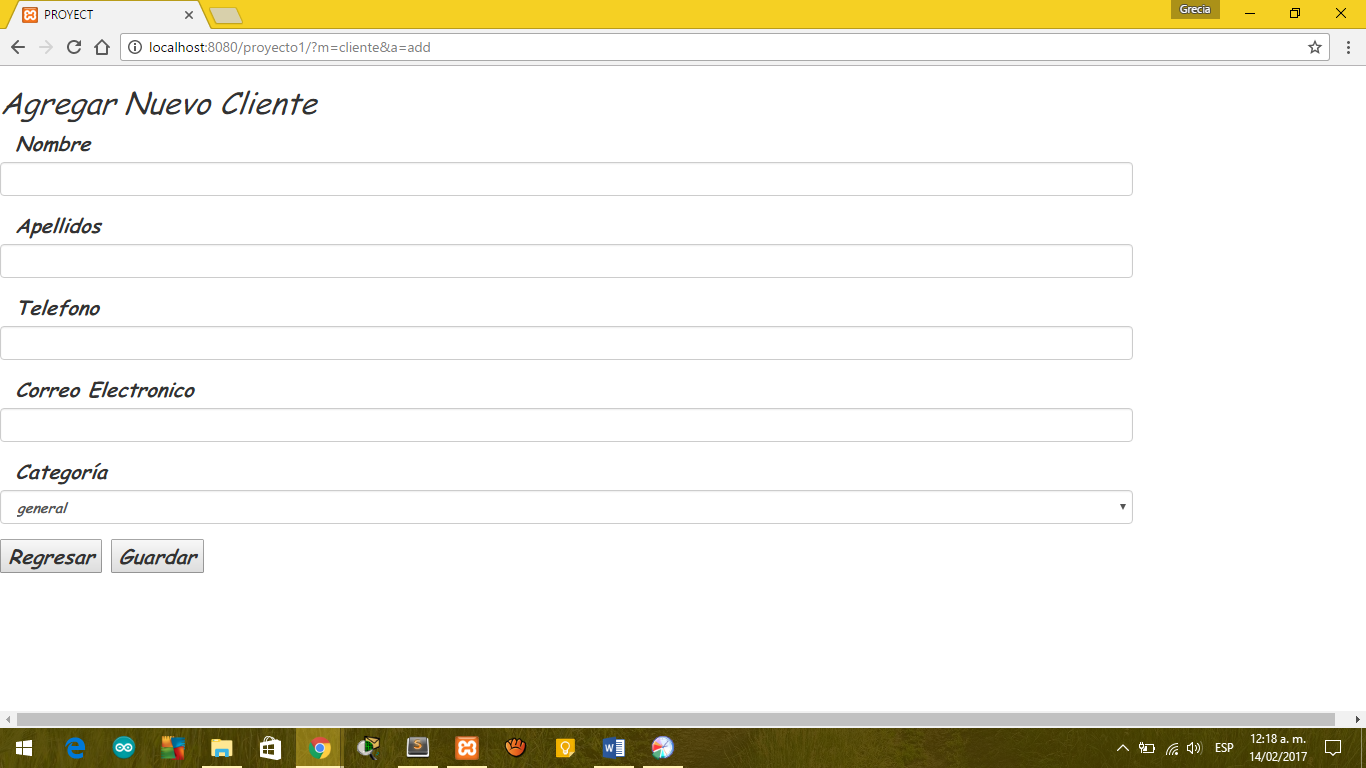 PROYECT
Grecia
localhost:8080/proyecto1/?m=cliente&a=add
Agregar Nuevo Cliente
Nombre
Apellidos
Telefono
Correo Electronico
Categoría
general
Regresar Guardar
ESP
12:18 a. m.
14/02/2017